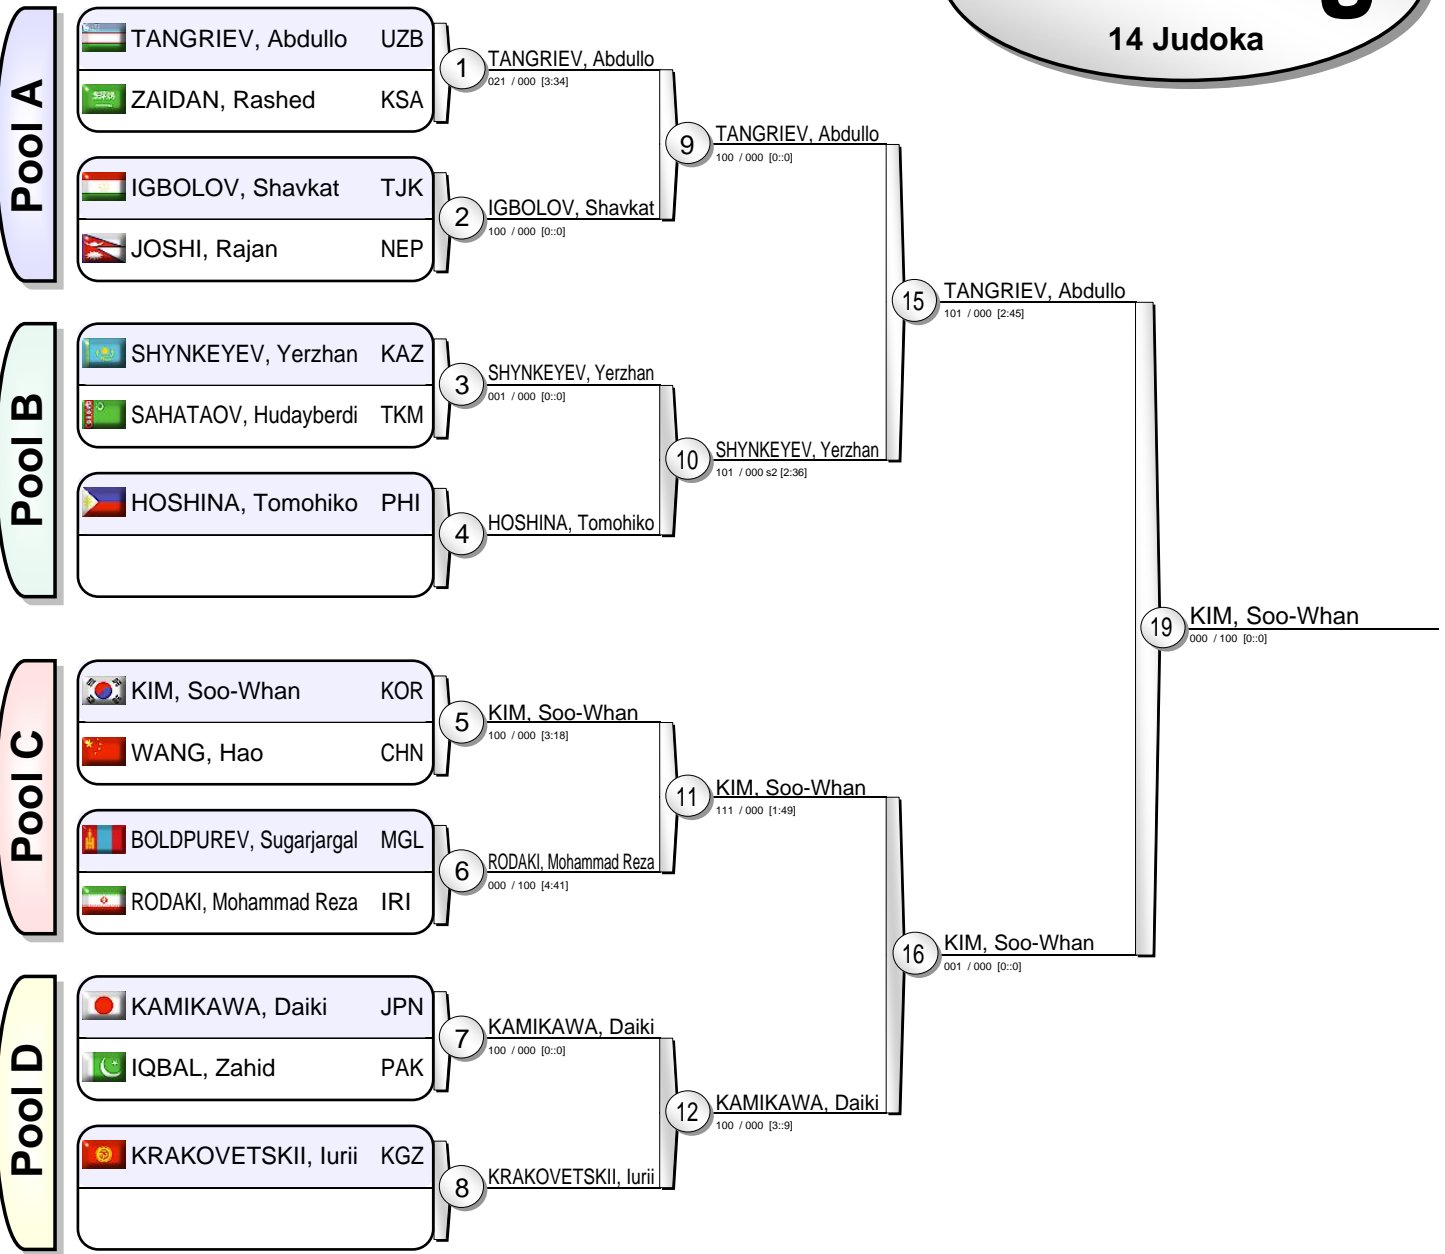 14 Judoka
Pool A
TANGRIEV, Abdullo UZB
ZAIDAN, Rashed KSA
1
TANGRIEV, Abdullo
021 / 000 [3:34]
IGBOLOV, Shavkat TJK
JOSHI, Rajan NEP
2
IGBOLOV, Shavkat
100 / 000 [0::0]
9
TANGRIEV, Abdullo
100 / 000 [0::0]
Pool B
SHYNKEYEV, Yerzhan KAZ
SAHATAOV, Hudayberdi TKM
3
SHYNKEYEV, Yerzhan
001 / 000 [0::0]
HOSHINA, Tomohiko PHI
4
HOSHINA, Tomohiko
10
SHYNKEYEV, Yerzhan
101 / 000 s2 [2:36]
15
TANGRIEV, Abdullo
101 / 000 [2:45]
Pool C
KIM, Soo-Whan KOR
WANG, Hao CHN
5
KIM, Soo-Whan
100 / 000 [3:18]
BOLDPUREV, Sugarjargal MGL
RODAKI, Mohammad Reza IRI
6
RODAKI, Mohammad Reza
000 / 100 [4:41]
11
KIM, Soo-Whan
111 / 000 [1:49]
Pool D
KAMIKAWA, Daiki JPN
IQBAL, Zahid PAK
7
KAMIKAWA, Daiki
100 / 000 [0::0]
KRAKOVETSKII, Iurii KGZ
8
KRAKOVETSKII, Iurii
12
KAMIKAWA, Daiki
100 / 000 [3::9]
16
KIM, Soo-Whan
001 / 000 [0::0]
19
KIM, Soo-Whan
000 / 100 [0::0]